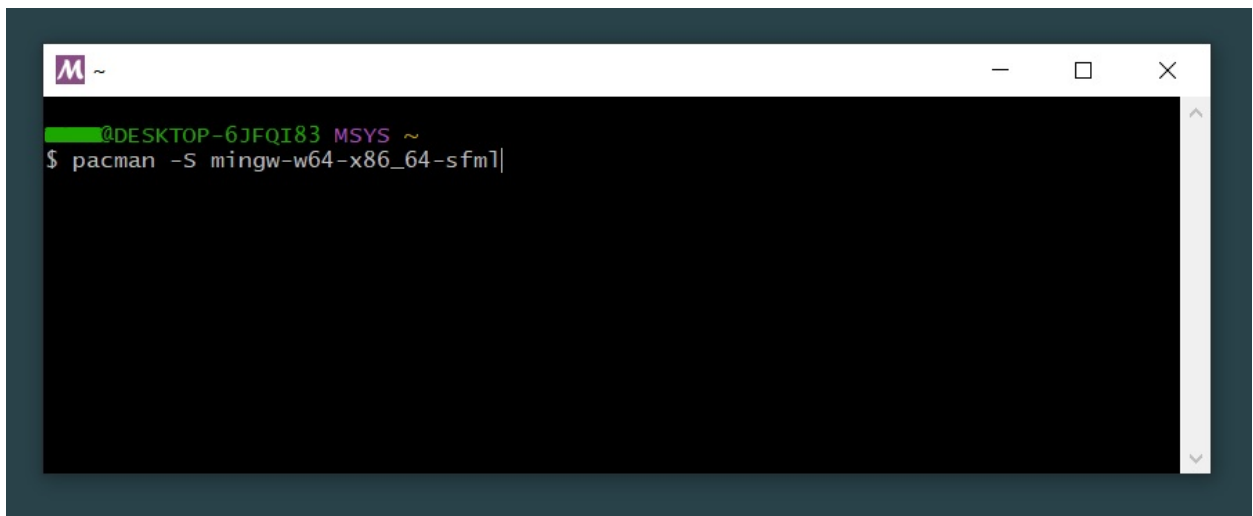 M ~
@DESKTOP-6JFQI83 MSYS ~
$ pacman -S mingw-w64-x86_64-sfml